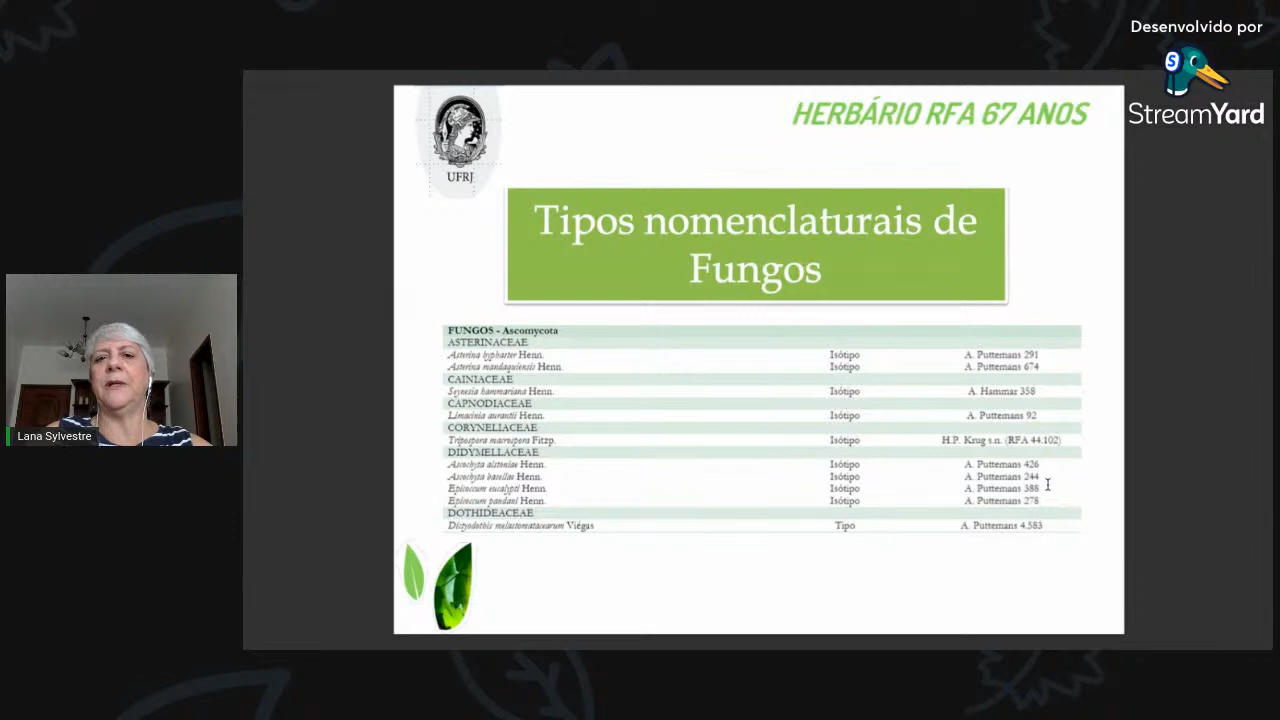 Desenvolvido por
StreamYard
HERBÁRIO RFA 67 ANOS
UFRJ
Tipos nomenclaturais de
Fungos
FUNGOS - Ascomycota
ASTERINACEAE
Asterina hyphaster Henn. Isótipo A. Puttemans 291
Asterina mandaquiensis Henn. Isótipo A. Puttemans 674
CAINIACEAE
Seynesia hammariana Henn. Isótipo A. Hammar 358
CAPNODIACEAE
Limacinia aurantii Henn. Isótipo A. Puttemans 92
CORYNELIACEAE
Tripospora macrospora Fitzp. Isótipo H.P. Krug s.n. (RFA 44.102)
DIDYMELLACEAE
Ascochyta alstoniae Henn. Isótipo A. Puttemans 426
Ascochyta basellae Henn. Isótipo A. Puttemans 244
Epicoccum eucalypti Henn. Isótipo A. Puttemans 388
Epicoccum pandani Henn. Isótipo A. Puttemans 278
DOTHIDEACEAE
melastomatacearum Viégas Tipo A. Puttemans 4.583
Lana Sylvestre